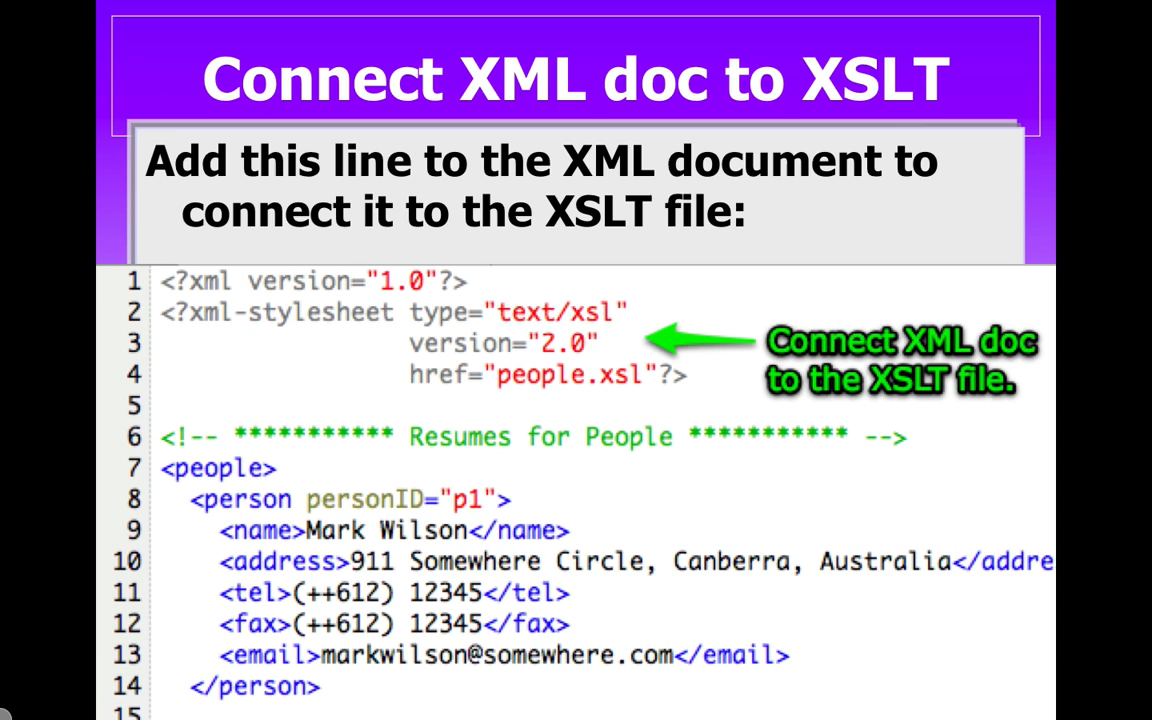 Connect XML doc to XSLT
Add this line to the XML document to
connect it to the XSLT file:
1 <?xml version="1.0"?>
2 <?xml-stylesheet type="text/xsl"
3 version="2.0"
4 href="people.xsl"?>
Connect XML doc
to the XSLT file.
5
6 <!-- *********** Resumes for People *********** -->
7 <people>
8 <person personID="p1">
9 <name>Mark Wilson</name>
10 <address>911 Somewhere Circle, Canberra, Australia</addre
11 <tel>(++612) 12345</tel>
12 <fax>(++612) 12345</fax>
13 <email>markwilson@somewhere.com</email>
14 </person>
15